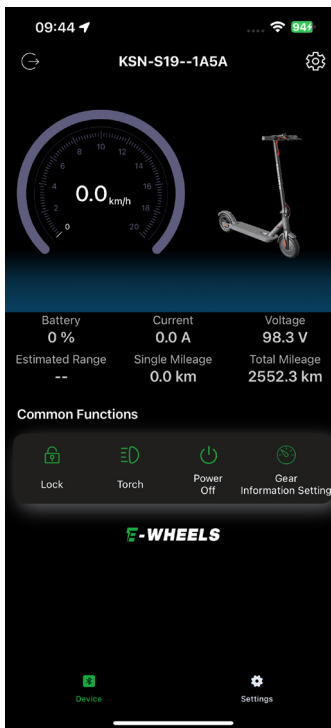 09:44
94
KSN-S19--1A5A
0
2
4
6
8
10
12
14
16
18
20
0.0 km/h
Battery Current Voltage
0 % 0.0 A 98.3 V
Estimated Range Single Mileage Total Mileage
-- 0.0 km 2552.3 km
Common Functions
Lock Torch Power Off Gear Information Setting
E-WHEELS
Device Settings